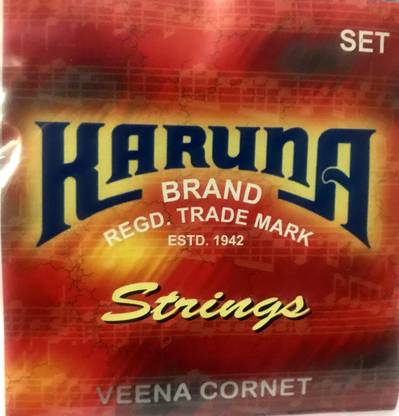 SET
KARUNA
BRAND
REGD. TRADE MARK
ESTD. 1942
Strings
VEENA CORNET